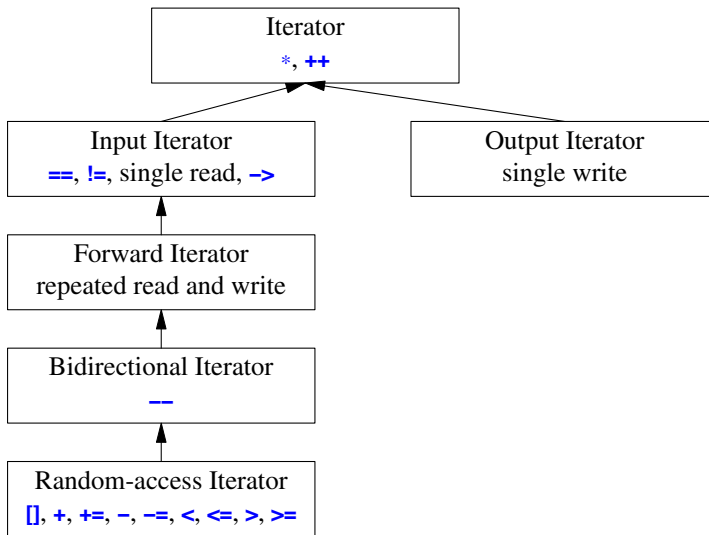 Iterator
*, ++
Input Iterator
==, !=, single read, −>
Output Iterator
single write
Forward Iterator
repeated read and write
Bidirectional Iterator
−−
Random-access Iterator
[], +, +=, −, −=, <, <=, >, >=